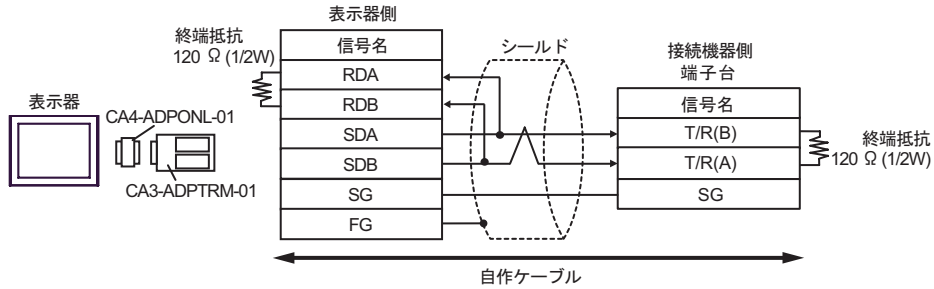 表示器側
終端抵抗
120 Ω (1/2W)
信号名
RDA
RDB
SDA
SDB
SG
FG
シールド
接続機器側
端子台
信号名
T/R(B)
T/R(A)
SG
終端抵抗
120 Ω (1/2W)
表示器
CA4-ADPONL-01
CA3-ADPTRM-01
自作ケーブル